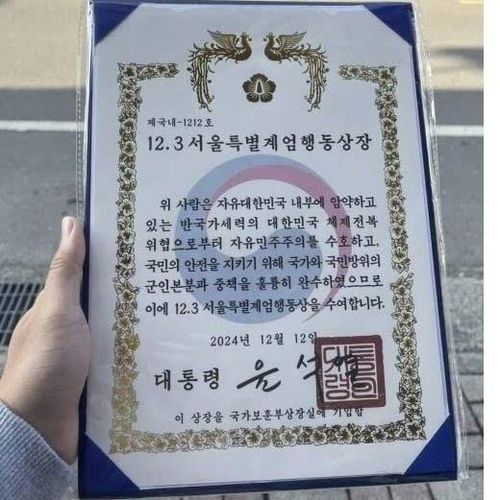 제국내-1212호
12.3 서울특별계엄행동상장
위 사람은 자유대한민국 내부에 암약하고
있는 반국가세력의 대한민국 체제전복
위협으로부터 자유민주주의를 수호하고,
국민의 안전을 지키기 위해 국가와 국민방위의
군인본분과 중책을 훌륭히 완수하였으므로
이에 12.3 서울특별계엄행동상을 수여합니다.
2024년 12월 12일
대통령 윤석열
대통령의인
이 상장을 국가보훈부상장실에 기입함